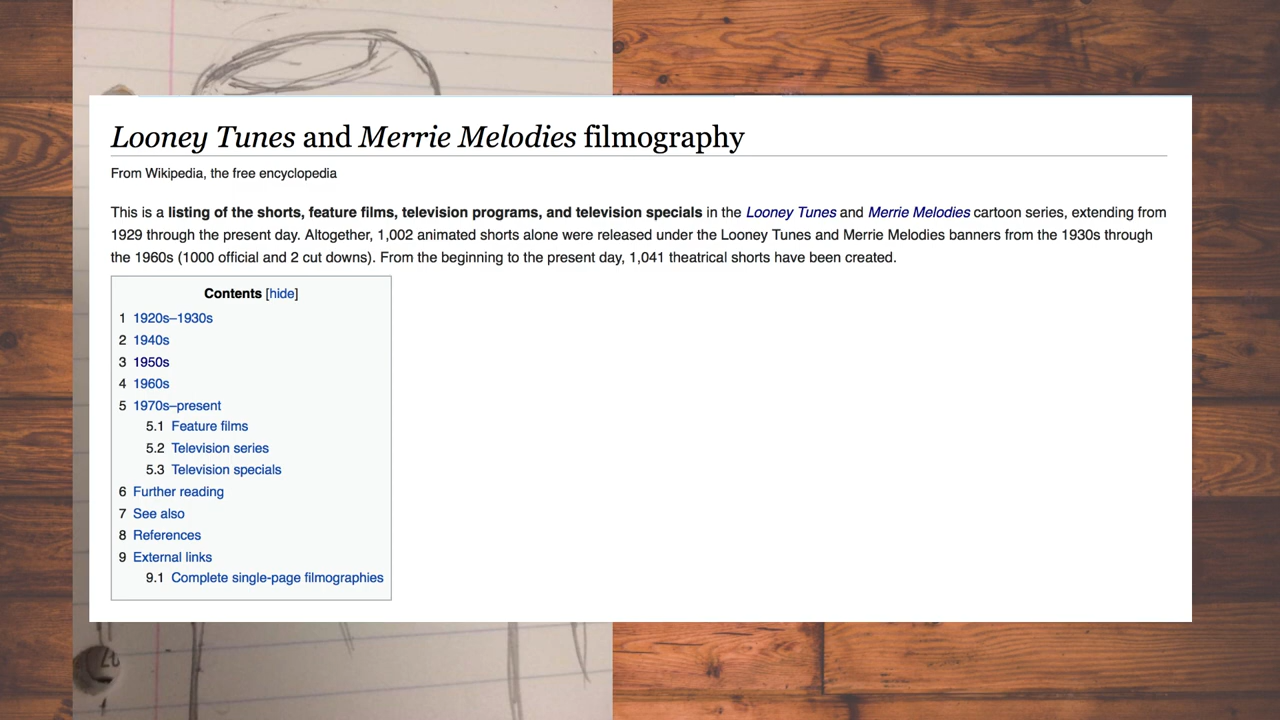 Looney Tunes and Merrie Melodies filmography
From Wikipedia, the free encyclopedia
This is a listing of the shorts, feature films, television programs, and television specials in the Looney Tunes and Merrie Melodies cartoon series, extending from
1929 through the present day. Altogether, 1,002 animated shorts alone were released under the Looney Tunes and Merrie Melodies banners from the 1930s through
the 1960s (1000 official and 2 cut downs). From the beginning to the present day, 1,041 theatrical shorts have been created.
Contents [hide]
1 1920s–1930s
2 1940s
3 1950s
4 1960s
5 1970s–present
5.1 Feature films
5.2 Television series
5.3 Television specials
6 Further reading
7 See also
8 References
9 External links
9.1 Complete single-page filmographies